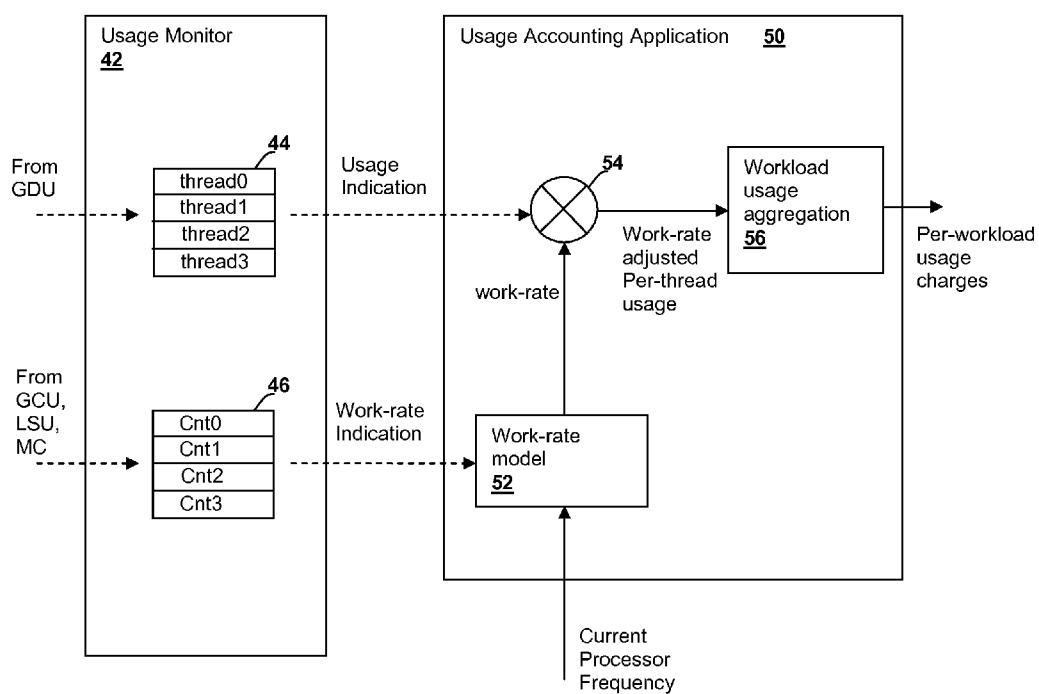 Usage Monitor
42
Usage Accounting Application 50
From
GDU
44
thread0
thread1
thread2
thread3
Usage
Indication
54
Workload
usage
aggregation
56
Work-rate
adjusted
Per-thread
usage
Per-workload
usage
charges
work-rate
From
GCU,
LSU,
MC
46
Cnt0
Cnt1
Cnt2
Cnt3
Work-rate
Indication
Work-rate
model
52
Current
Processor
Frequency